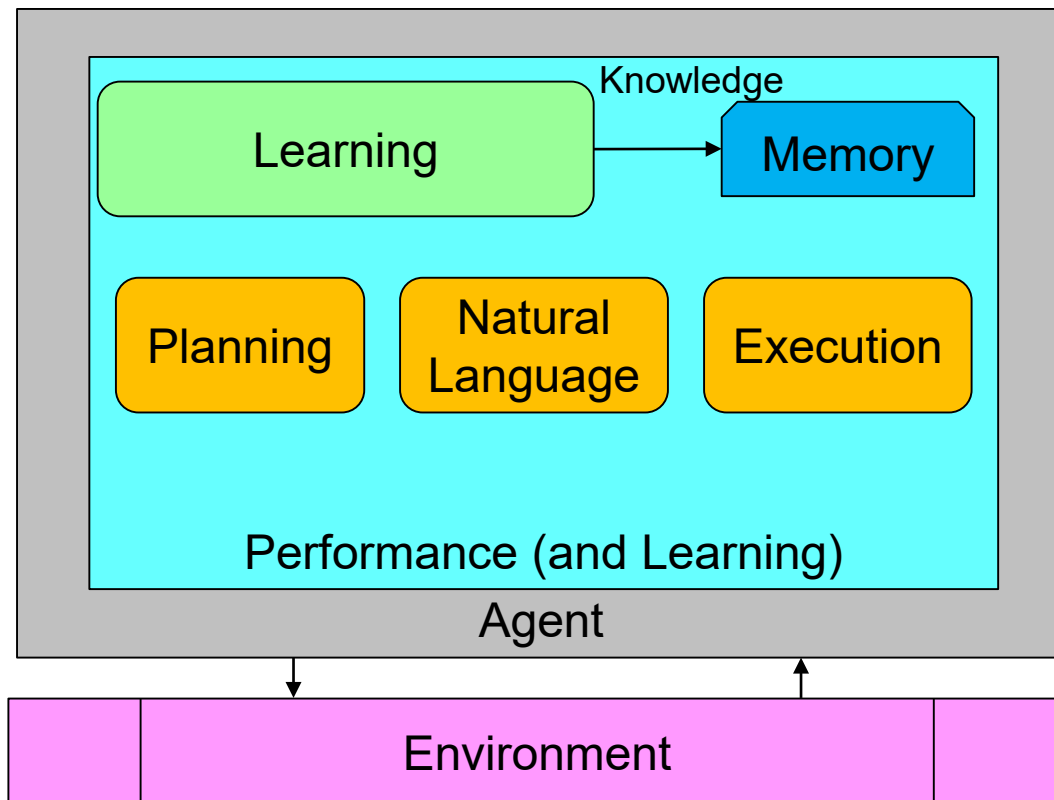 Knowledge
Learning
Memory
Planning
Natural
Language
Execution
Performance (and Learning)
Agent
Environment